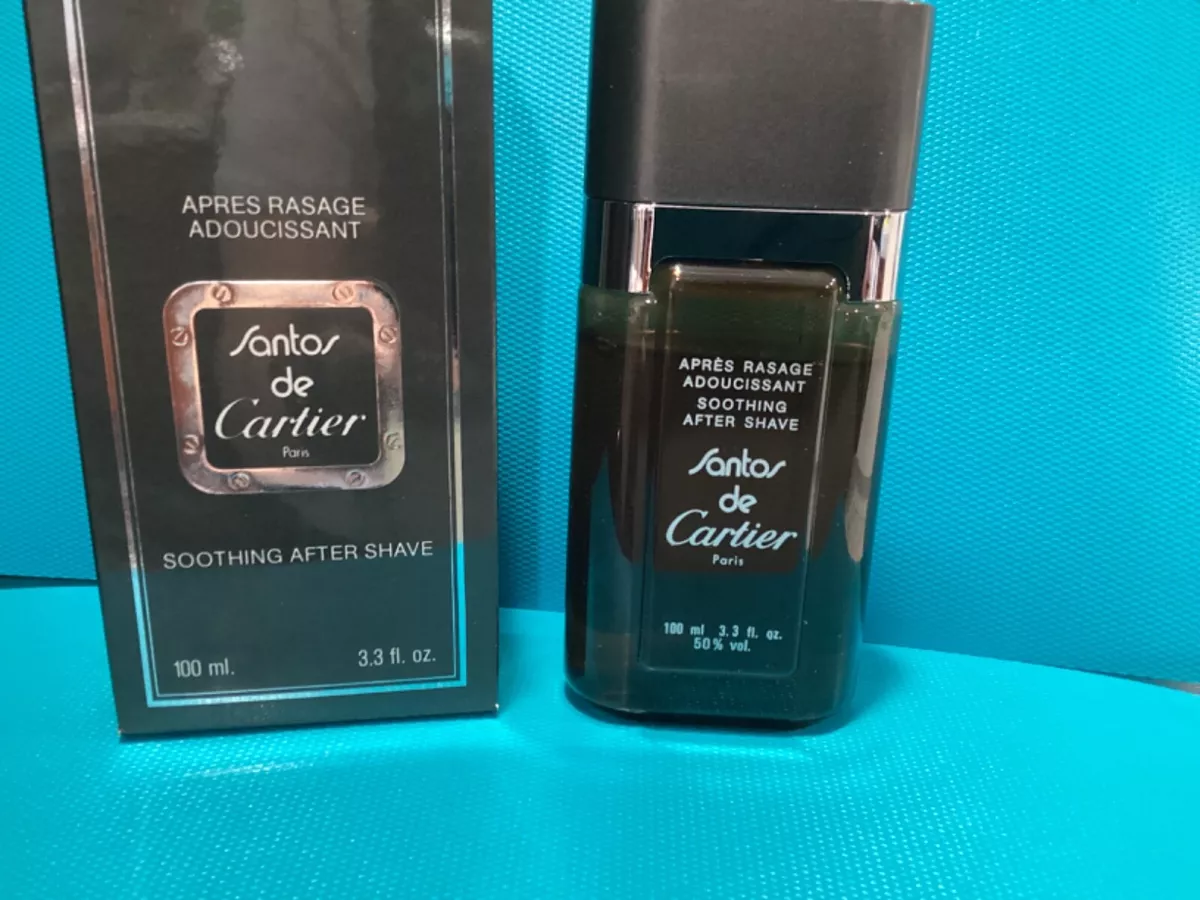 APRES RASAGE
ADOUCISSANT
Santos
de
Cartier
Paris
SOOTHING AFTER SHAVE
100 ml.
3.3 fl. oz.
APRÈS RASAGE
ADOUCISSANT
SOOTHING
AFTER SHAVE
Santos
de
Cartier
Paris
100 ml 3.3 fl. oz.
50% vol.